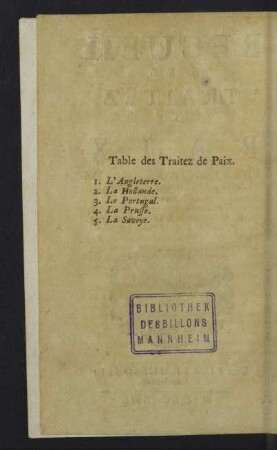 Table des Traitez de Paix.
1. L'Angleterre.
2. La Hollande.
3. Le Portugal.
4. La Prusse.
5. La Savoye.
BIBLIOTHEK
DESBILLONS
MANNHEIM